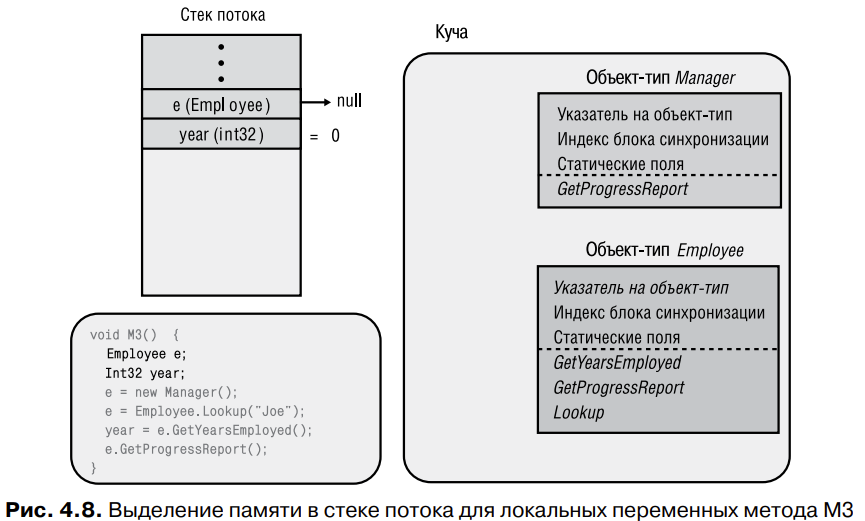 Стек потока
e (Employee)
null
year (int32)
= 0
void M3() {
Employee e;
Int32 year;
e = new Manager();
e = Employee.Lookup("Joe");
year = e.GetYearsEmployed();
e.GetProgressReport();
}
Куча
Объект-тип Manager
Указатель на объект-тип
Индекс блока синхронизации
Статические поля
GetProgressReport
Объект-тип Employee
Указатель на объект-тип
Индекс блока синхронизации
Статические поля
GetYearsEmployed
GetProgressReport
Lookup
Рис. 4.8. Выделение памяти в стеке потока для локальных переменных метода M3